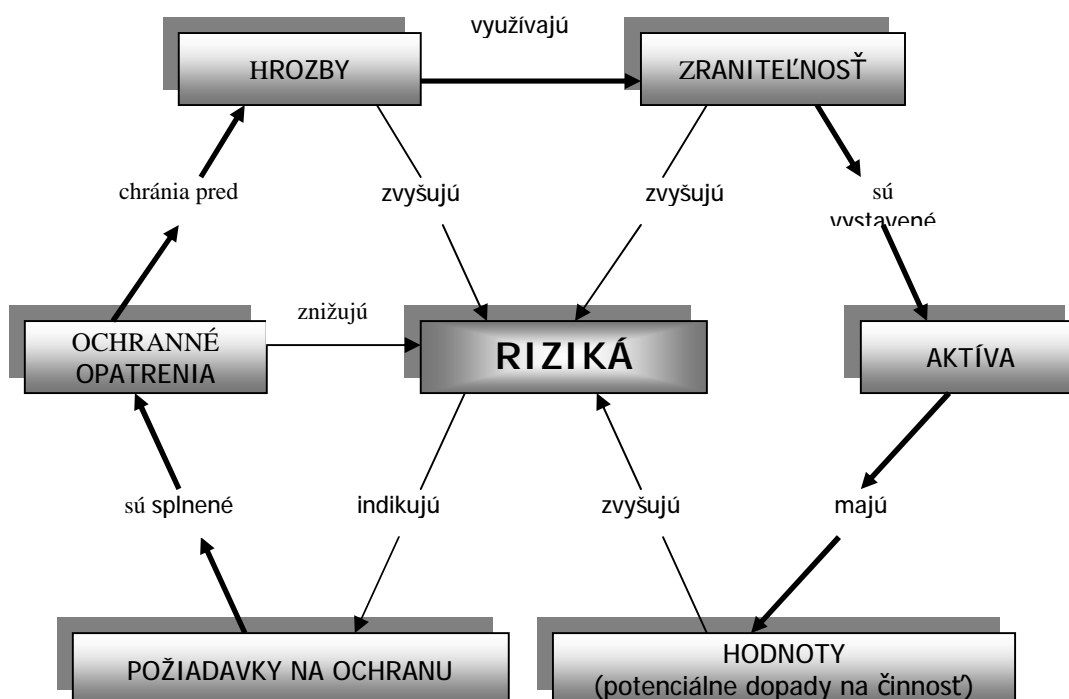 využívajú
HROZBY
ZRANITEĽNOSŤ
chránia pred
zvyšujú
zvyšujú
sú
vystavené
OCHRANNÉ
OPATRENIA
znižujú
RIZIKÁ
AKTÍVA
sú splnené
indikujú
zvyšujú
majú
POŽIADAVKY NA OCHRANU
HODNOTY
(potenciálne dopady na činnosť)